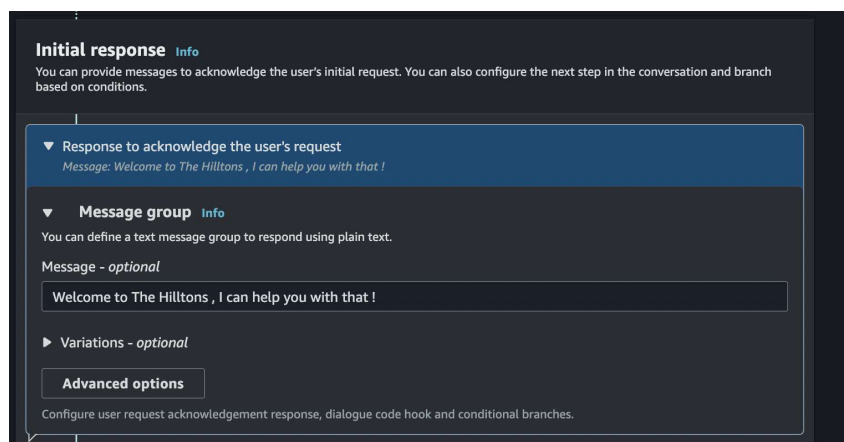 Initial response Info
You can provide messages to acknowledge the user's initial request. You can also configure the next step in the conversation and branch
based on conditions.
Response to acknowledge the user's request
Message: Welcome to The Hilltons , I can help you with that !
Message group Info
You can define a text message group to respond using plain text.
Message - optional
Welcome to The Hilltons , I can help you with that !
Variations - optional
Advanced options
Configure user request acknowledgement response, dialogue code hook and conditional branches.